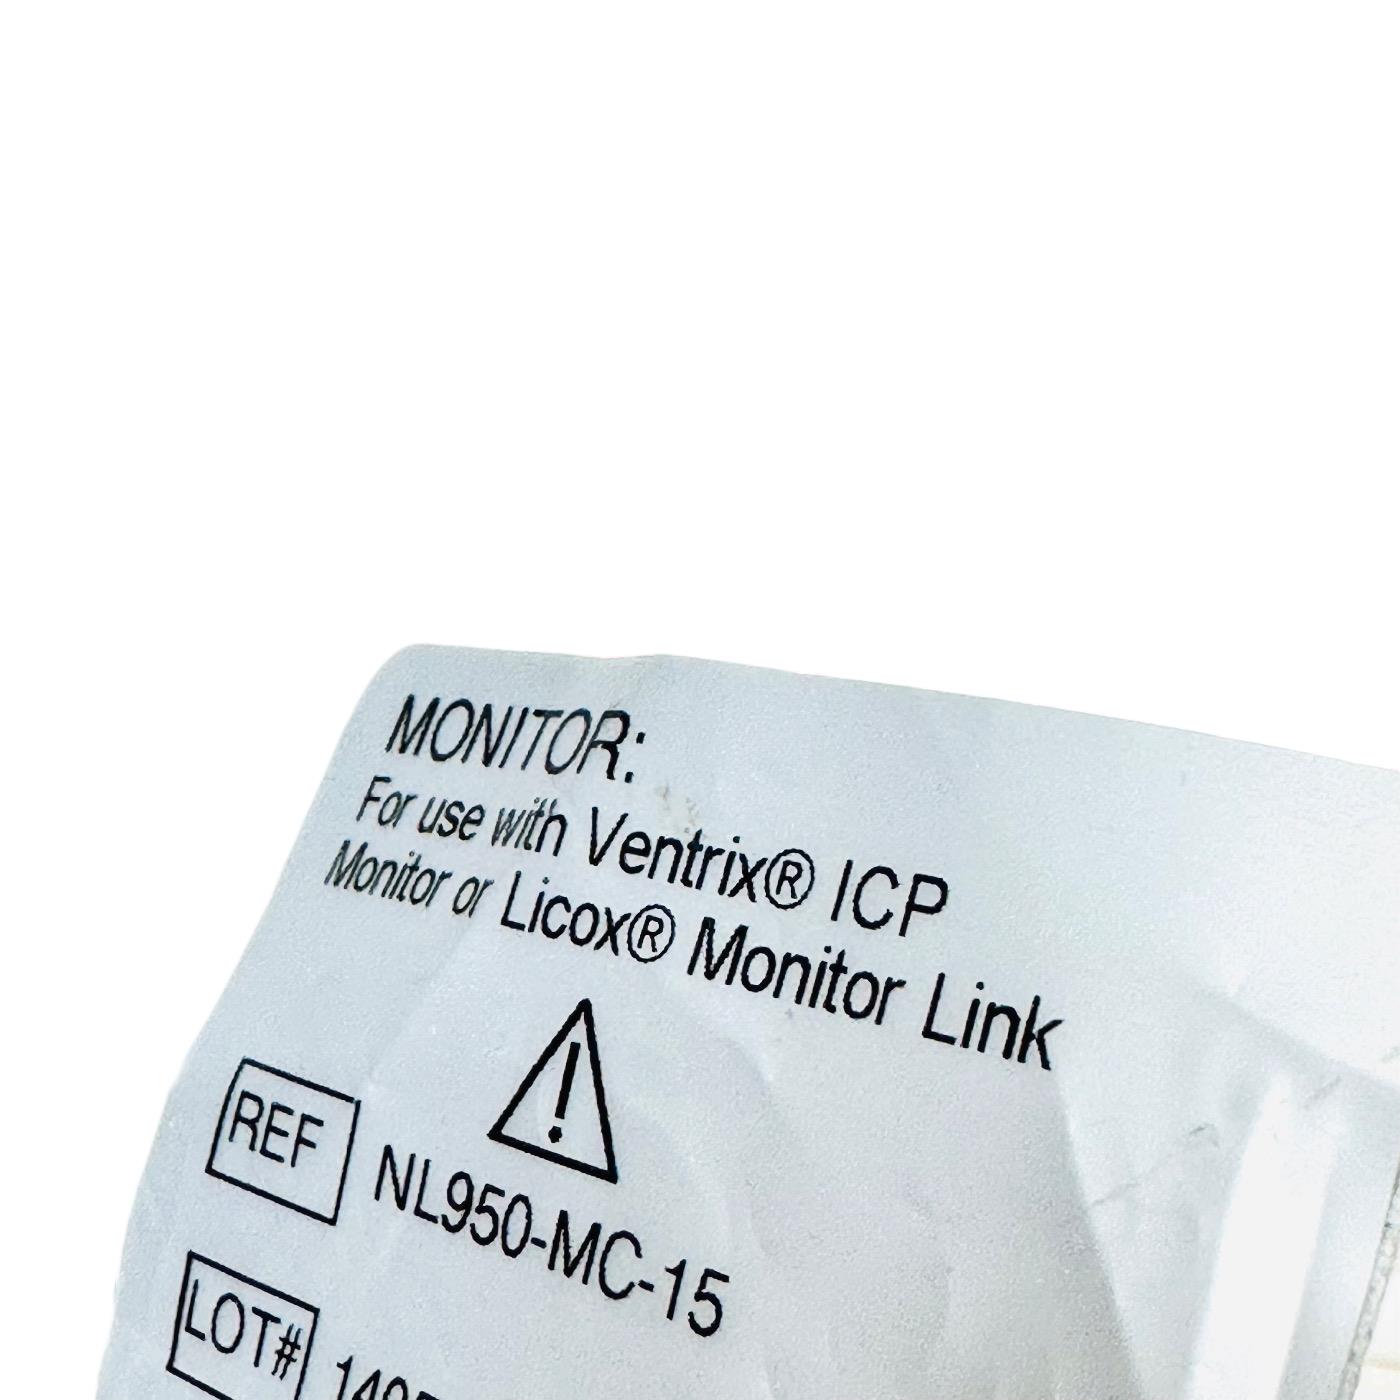 MONITOR:
For use with Ventrix® ICP
Monitor or Licox® Monitor Link
REF NL950-MC-15
LOT#